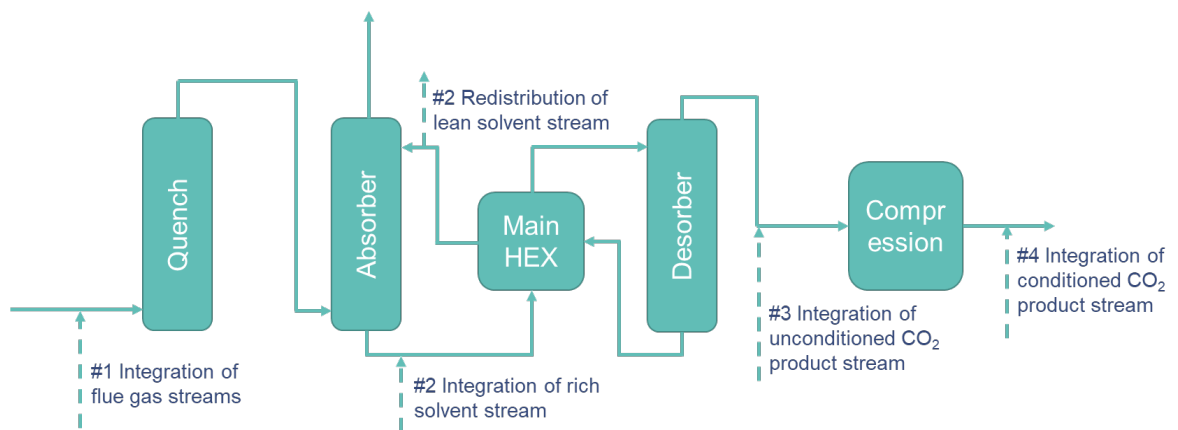 #2 Redistribution of
lean solvent stream
Quench
Absorber
Main
HEX
Desorber
Compr
ession
#1 Integration of
flue gas streams
#2 Integration of rich
solvent stream
#3 Integration of
unconditioned CO₂
product stream
#4 Integration of
conditioned CO₂
product stream